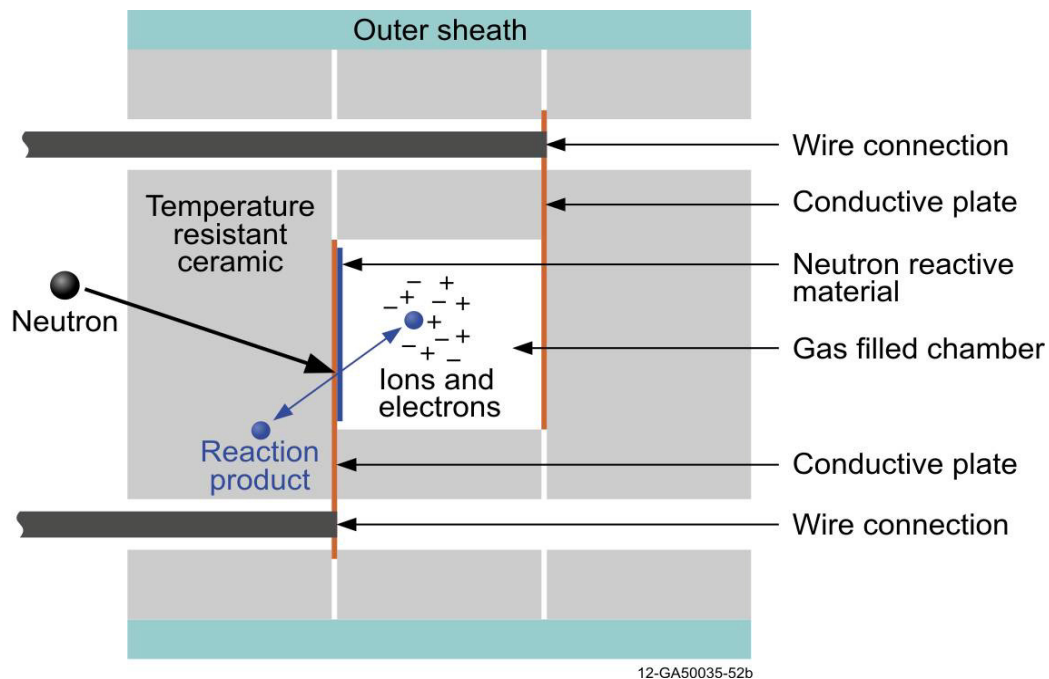 Outer sheath
Wire connection
Temperature
resistant
ceramic
Conductive plate
Neutron reactive
material
Neutron
Gas filled chamber
Ions and
electrons
Reaction
product
Conductive plate
Wire connection
12-GA50035-52b